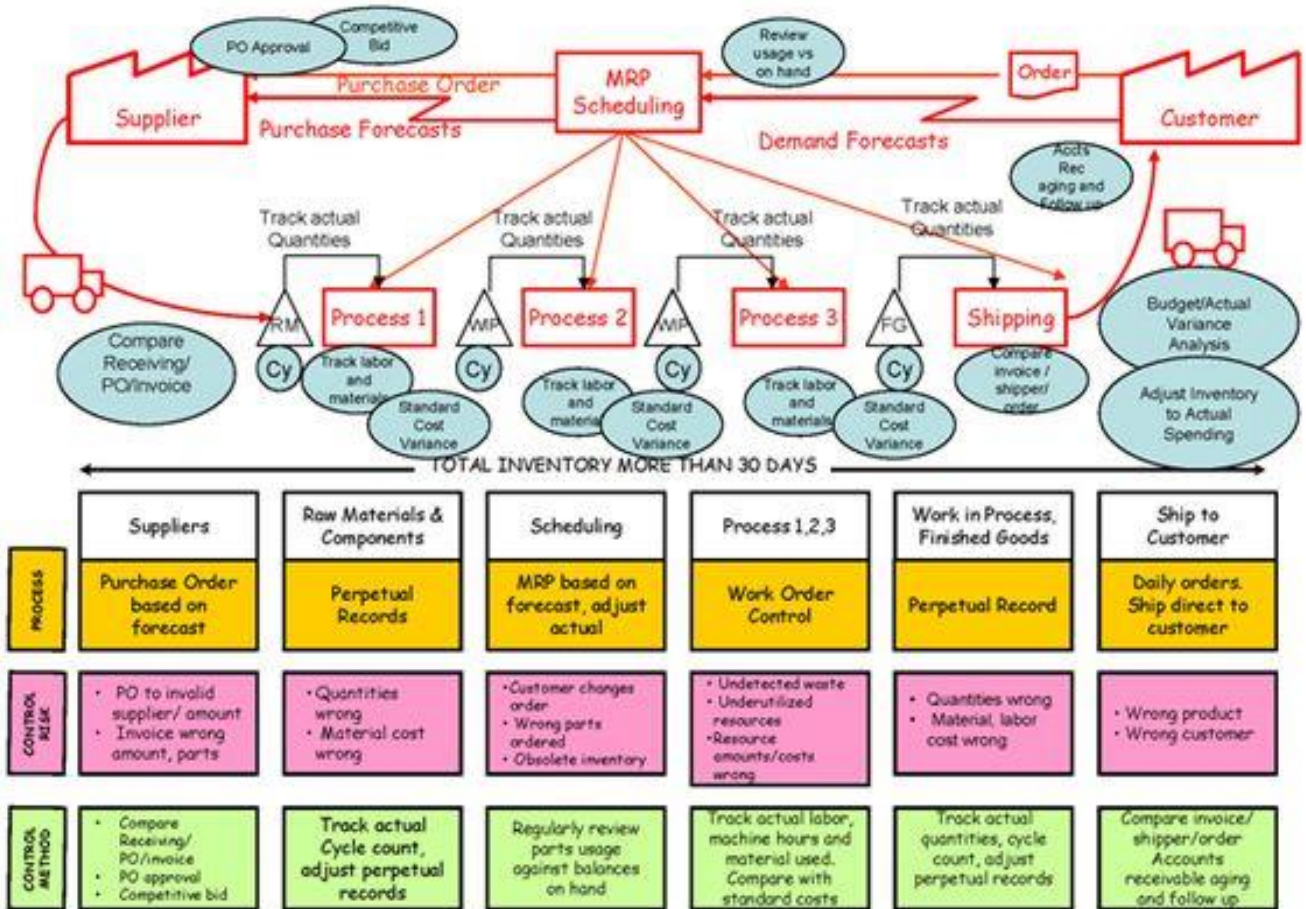 PO Approval
Competitive
Bid
Purchase Order
Supplier
Purchase Forecasts
MRP
Scheduling
Review
usage vs
on hand
Order
Customer
Demand Forecasts
Accts
Rec
aging and
Follow up
Track actual
Quantities
Track actual
Quantities
Track actual
Quantities
Track actual
Quantities
RM
Process 1
WIP
Process 2
WIP
Process 3
FG
Shipping
Compare
Receiving/
PO/Invoice
Cy
Track labor
and
materials
Standard
Cost
Variance
Cy
Track labor
and
materials
Cy
Standard
Cost
Variance
Track labor
and
materials
Cy
Standard
Cost
Variance
Compare
invoice /
shipper/
order
Budget/Actual
Variance
Analysis
Adjust Inventory
to Actual
Spending
TOTAL INVENTORY MORE THAN 30 DAYS
Suppliers
Raw Materials &
Components
Scheduling
Process 1,2,3
Work in Process,
Finished Goods
Ship to
Customer
PROCESS
Purchase Order
based on
forecast
Perpetual
Records
MRP based on
forecast, adjust
actual
Work Order
Control
Perpetual Record
Daily orders.
Ship direct to
customer
CONTROL
RISK
• PO to invalid
supplier/ amount
• Invoice wrong
amount, parts
• Quantities
wrong
• Material cost
wrong
• Customer changes
order
• Wrong parts
ordered
• Obsolete inventory
• Undetected waste
• Underutilized
resources
• Resource
amounts/costs
wrong
• Quantities wrong
• Material, labor
cost wrong
• Wrong product
• Wrong customer
CONTROL
METHOD
• Compare
Receiving/
PO/invoice
• PO approval
• Competitive bid
Track actual
Cycle count,
adjust perpetual
records
Regularly review
parts usage
against balances
on hand
Track actual labor,
machine hours and
material used.
Compare with
standard costs
Track actual
quantities, cycle
count, adjust
perpetual records
Compare invoice/
shipper/order
Accounts
receivable aging
and follow up